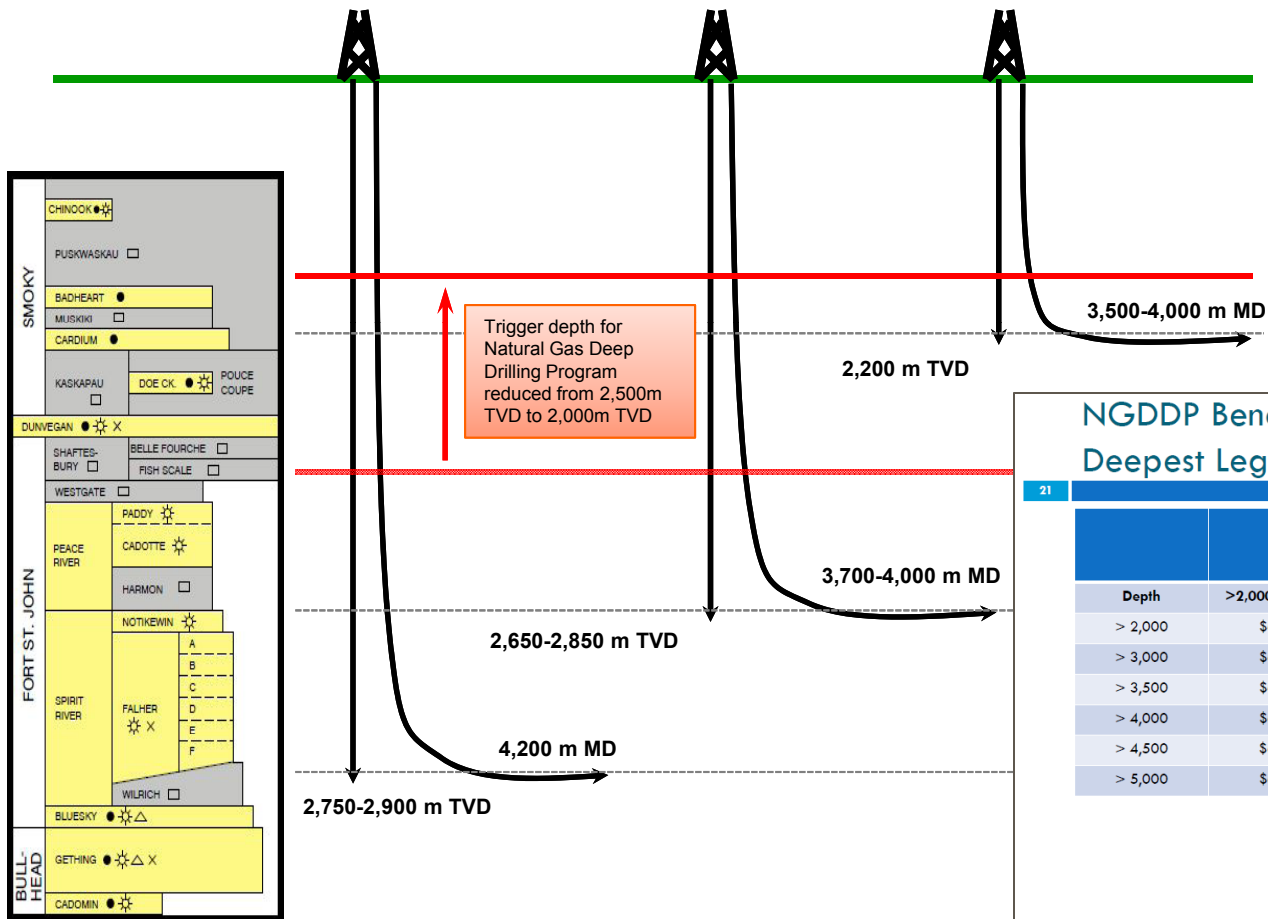 SMOKY
CHINOOK
PUSKWASKAU
BADHEART
MUSKIKI
CARDIUM
KASKAPAU
DOE CK.
POUCE
COUPE
DUNVEGAN X
SHAFTES-
BURY
BELLE FOURCHE
FISH SCALE
FORT ST. JOHN
WESTGATE
PEACE
RIVER
PADDY
CADOTTE
HARMON
SPIRIT
RIVER
NOTIKEWIN
FALHER
X
A
B
C
D
E
F
WILRICH
BLUESKY
BULL-
HEAD
GETHING X
CADOMIN
Trigger depth for
Natural Gas Deep
Drilling Program
reduced from 2,500m
TVD to 2,000m TVD
3,500-4,000 m MD
2,200 m TVD
3,700-4,000 m MD
2,650-2,850 m TVD
4,200 m MD
2,750-2,900 m TVD
NGDDP
Deepest Leg
21
Depth >2,000
> 2,000 $
> 3,000 $
> 3,500 $
> 4,000 $
> 4,500 $
> 5,000 $